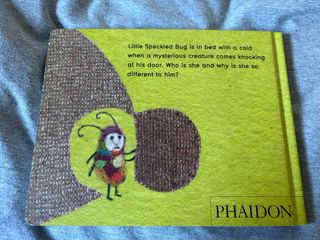 Little Speckled Bug is in bed with a cold
when a mysterious creature comes knocking
at his door. Who is she and why is she so
different to him?
PHAIDON